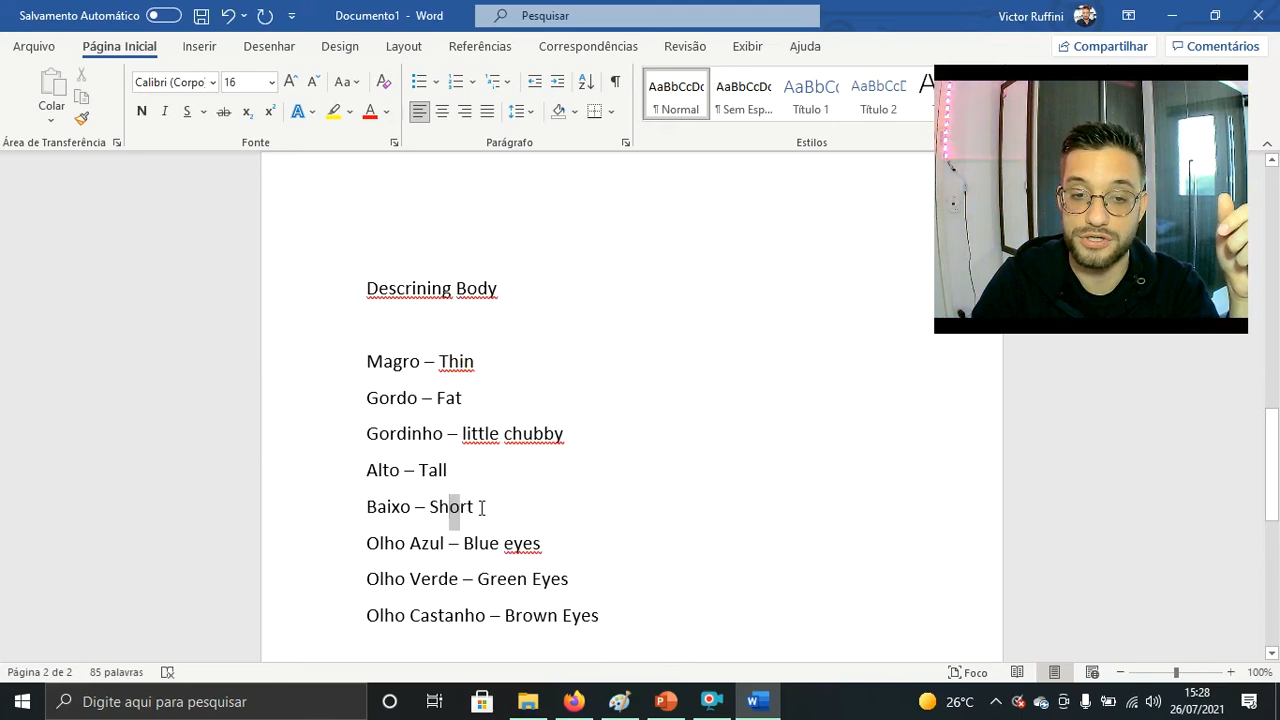 Salvamento Automático
Documento1 - Word
Pesquisar
Victor Ruffini
Arquivo
Página Inicial
Inserir
Desenhar
Design
Layout
Referências
Correspondências
Revisão
Exibir
Ajuda
Compartilhar
Comentários
Colar
Calibri (Corpo
16
Aa
N
I
S
ab
x
x
AaBbCcDc
AaBbCcDc
AaBbCc
AaBbCcD
¶ Normal
¶ Sem Esp...
Título 1
Título 2
Área de Transferência
Fonte
Parágrafo
Estilos
Descrining Body
Magro – Thin
Gordo – Fat
Gordinho – little chubby
Alto – Tall
Baixo – Short
Olho Azul – Blue eyes
Olho Verde – Green Eyes
Olho Castanho – Brown Eyes
Página 2 de 2
85 palavras
Foco
100%
Digite aqui para pesquisar
26°C
15:28
26/07/2021